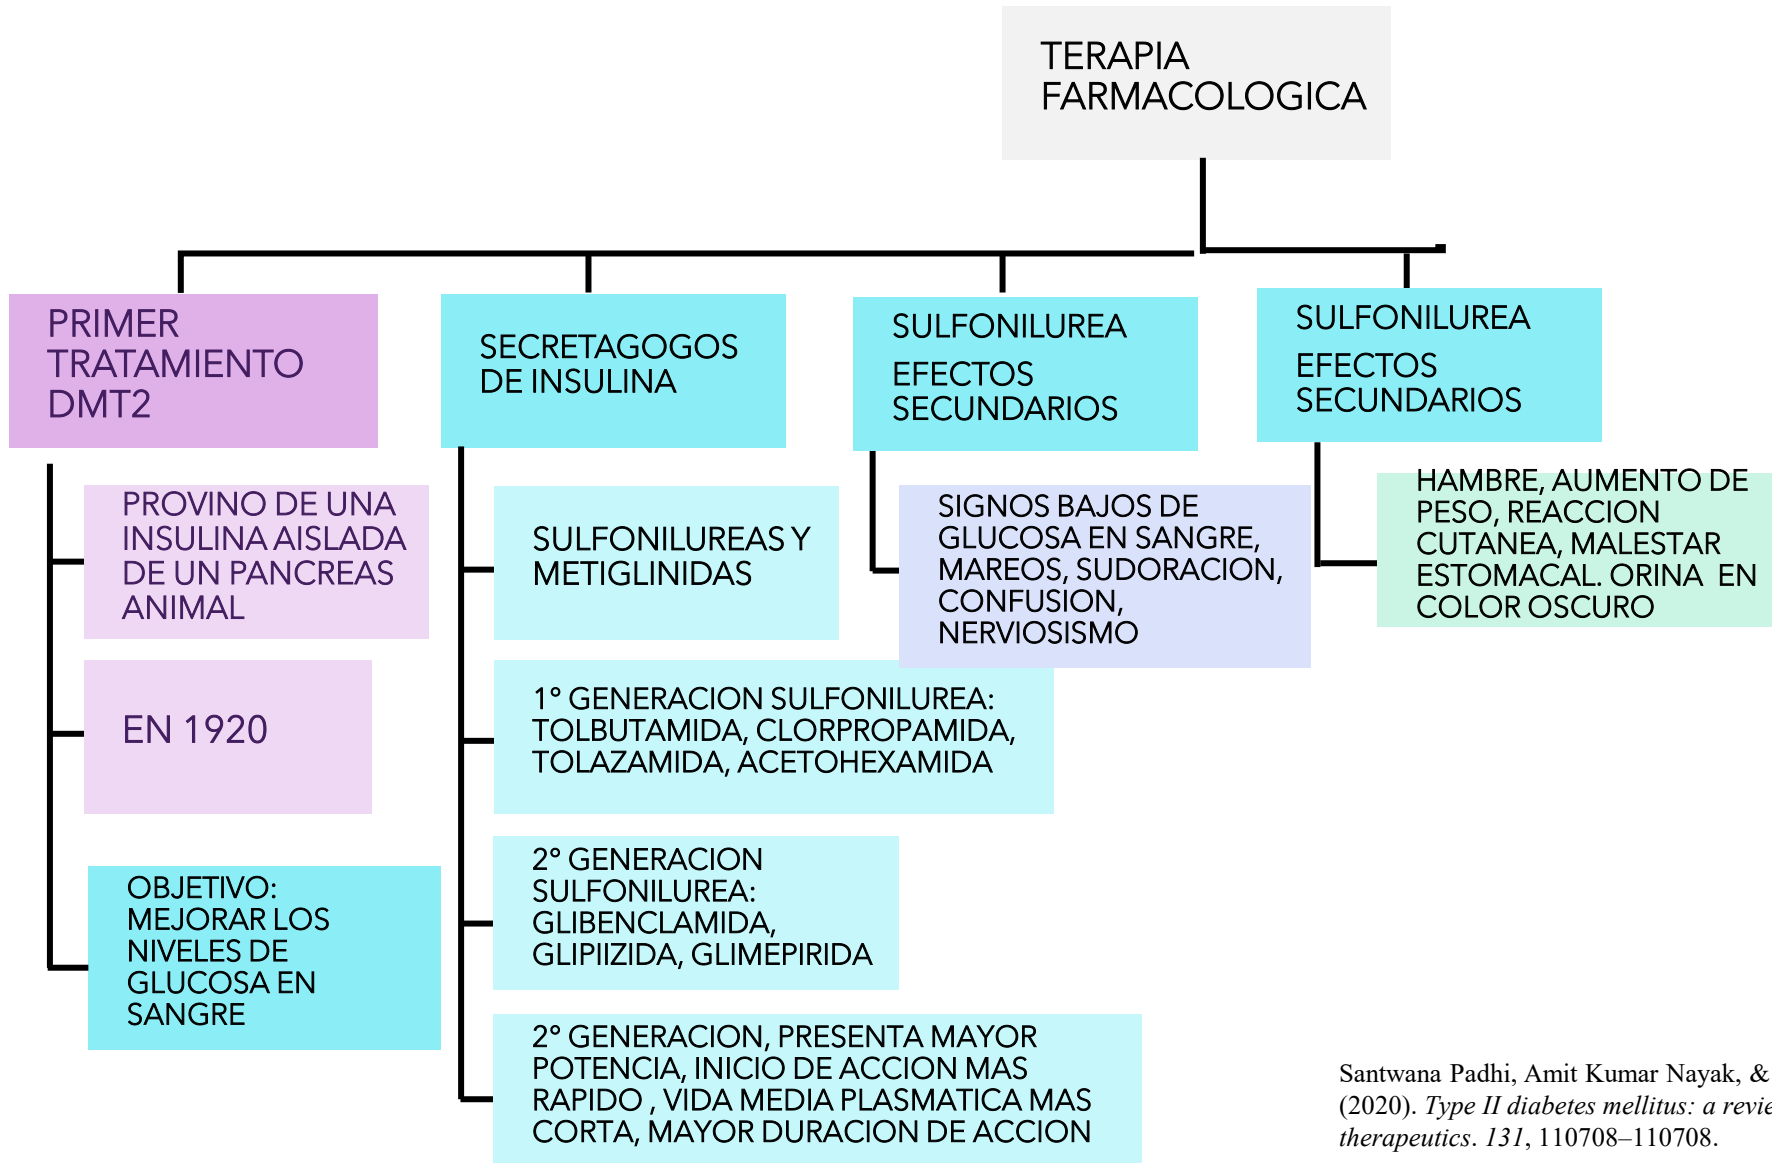 TERAPIA
FARMACOLOGICA
PRIMER
TRATAMIENTO
DMT2
PROVINO DE UNA
INSULINA AISLADA
DE UN PANCREAS
ANIMAL
EN 1920
OBJETIVO:
MEJORAR LOS
NIVELES DE
GLUCOSA EN
SANGRE
SECRETAGOGOS
DE INSULINA
SULFONILUREAS Y
METIGLINIDAS
1° GENERACION SULFONILUREA:
TOLBUTAMIDA, CLORPROPAMIDA,
TOLAZAMIDA, ACETOHEXAMIDA
2° GENERACION
SULFONILUREA:
GLIBENCLAMIDA,
GLIPIIZIDA, GLIMEPIRIDA
2° GENERACION, PRESENTA MAYOR
POTENCIA, INICIO DE ACCION MAS
RAPIDO , VIDA MEDIA PLASMATICA MAS
CORTA, MAYOR DURACION DE ACCION
SULFONILUREA
EFECTOS
SECUNDARIOS
SIGNOS BAJOS DE
GLUCOSA EN SANGRE,
MAREOS, SUDORACION,
CONFUSION,
NERVIOSISMO
SULFONILUREA
EFECTOS
SECUNDARIOS
HAMBRE, AUMENTO DE
PESO, REACCION
CUTANEA, MALESTAR
ESTOMACAL. ORINA  EN
COLOR OSCURO
Santwana Padhi, Amit Kumar Nayak, &
(2020). Type II diabetes mellitus: a revie
therapeutics. 131, 110708–110708.